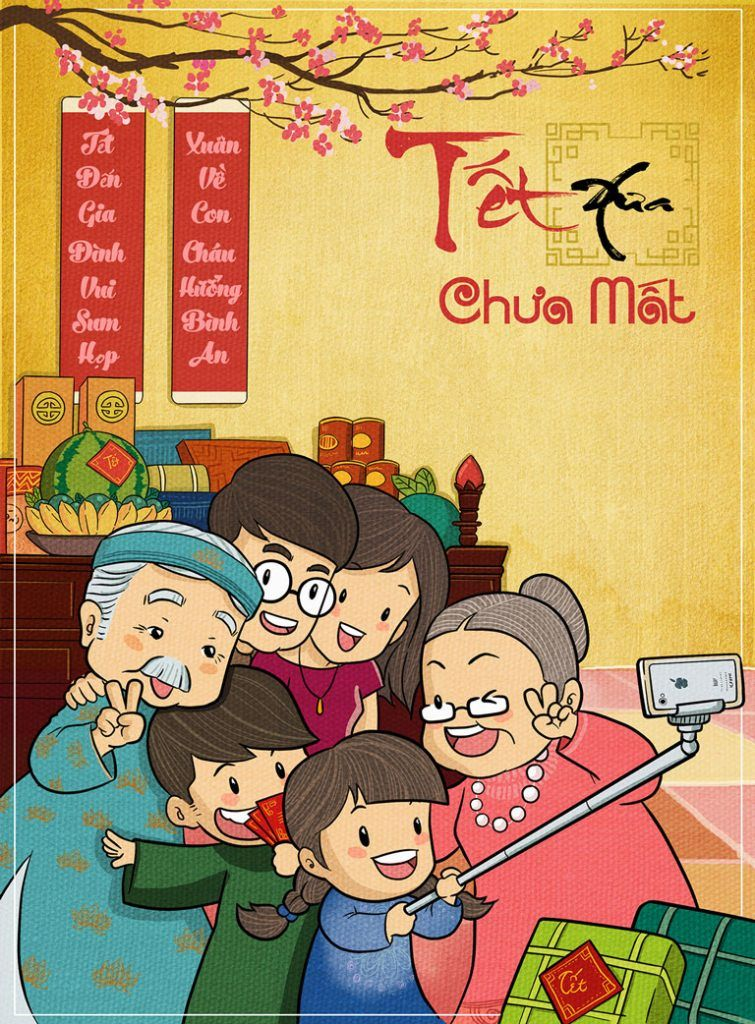 Tết
Đến
Gia
Đình
Vui
Sum
Họp
Xuân
Về
Con
Cháu
Hưởng
Bình
An
Tết Xưa
Chưa Mất
Tết
Tết